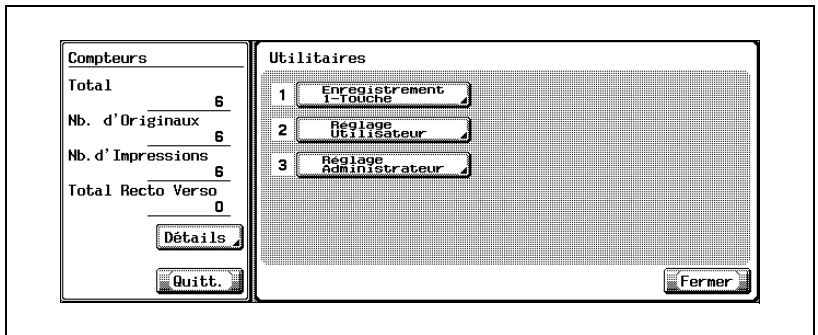 Compteurs
Total
6
Nb. d'Originaux
6
Nb.d'Impressions
6
Total Recto Verso
0
Détails
Quitt.
Utilitaires
1 Enregistrement
1-Touche
2 Réglage
Utilisateur
3 Réglage
Administrateur
Fermer